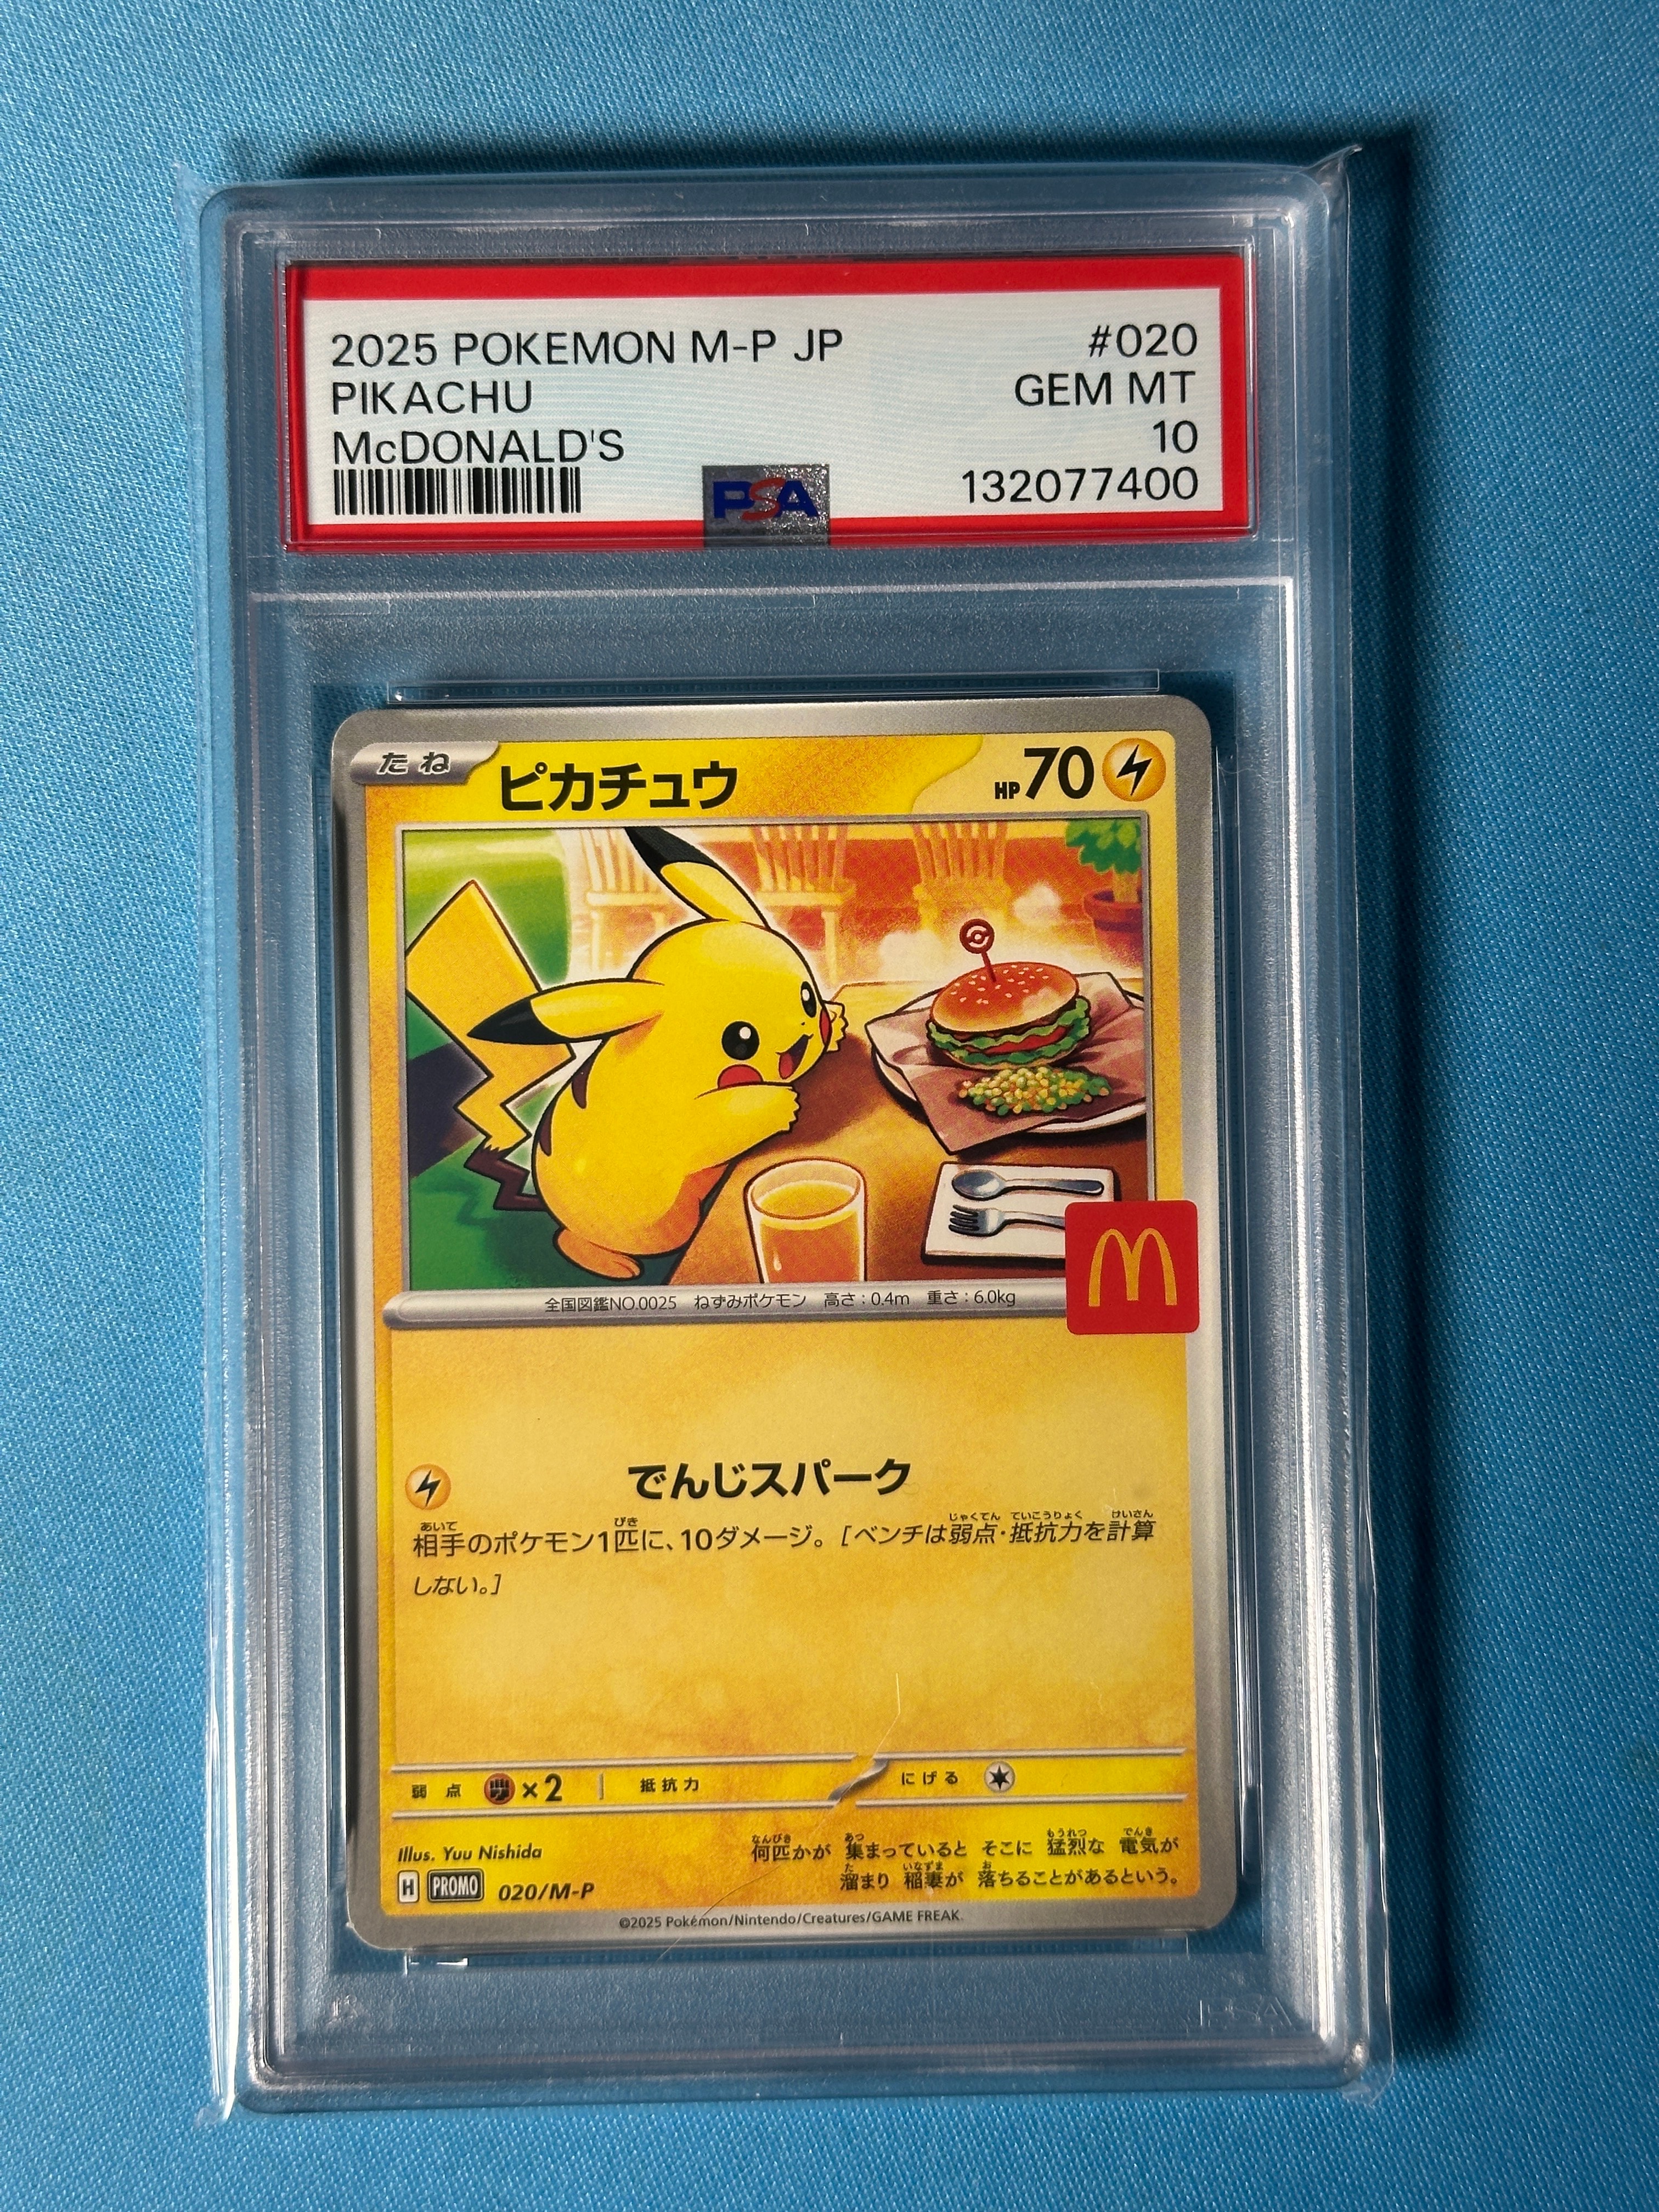 2025 POKEMON M-P JP #020
PIKACHU GEM MT
McDONALD'S 10
PSA 132077400
たね ピカチュウ HP70
全国図鑑NO.0025 ねずみポケモン 高さ:0.4m 重さ:6.0kg
でんじスパーク
相手のポケモン1匹に、10ダメージ。[ベンチは弱点・抵抗力を計算
しない。]
弱点 ×2 抵抗力 にげる
Illus. Yuu Nishida
何匹かが 集まっていると そこに 猛烈な 電気が
溜まり 稲妻が 落ちることがあるという。
H PROMO 020/M-P
©2025 Pokémon/Nintendo/Creatures/GAME FREAK.
PSA